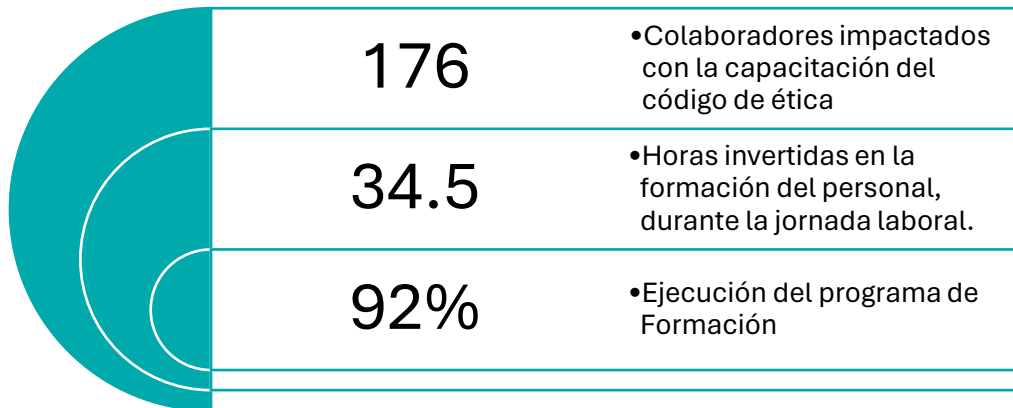 176
•Colaboradores impactados
con la capacitación del
código de ética
34.5
•Horas invertidas en la
formación del personal,
durante la jornada laboral.
92%
•Ejecución del programa de
Formación